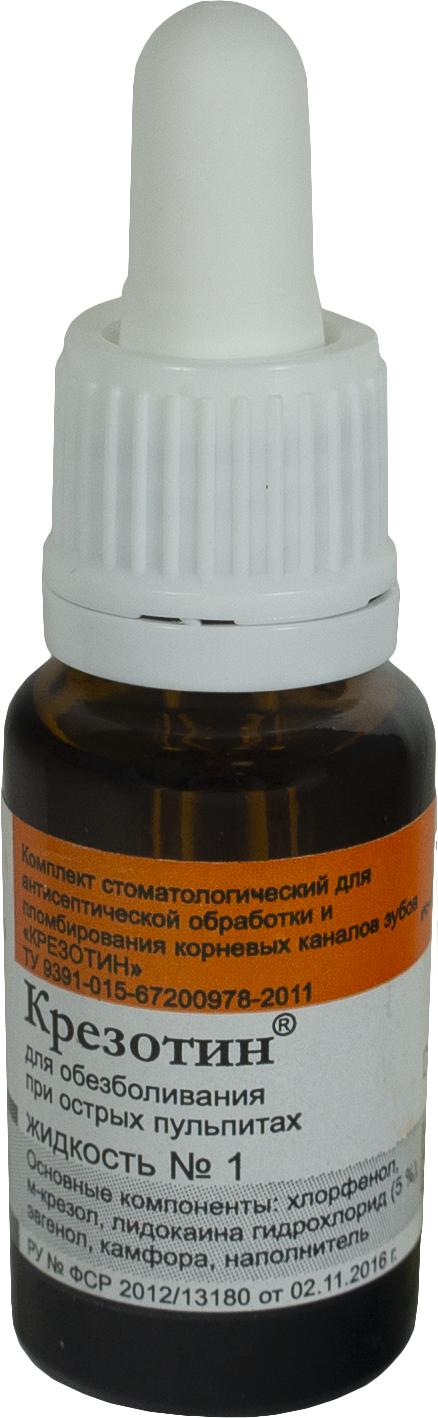 Комплект стоматологический для
антисептической обработки и
пломбирования корневых каналов зубов
«КРЕЗОТИН»
ТУ 9391-015-67200978-2011
Крезотин®
для обезболивания
при острых пульпитах
жидкость № 1
Основные компоненты: хлорфенол,
м-крезол, лидокаина гидрохлорид (5 %),
эвгенол, камфора, наполнитель
РУ № ФСР 2012/13180 от 02.11.2016 г.